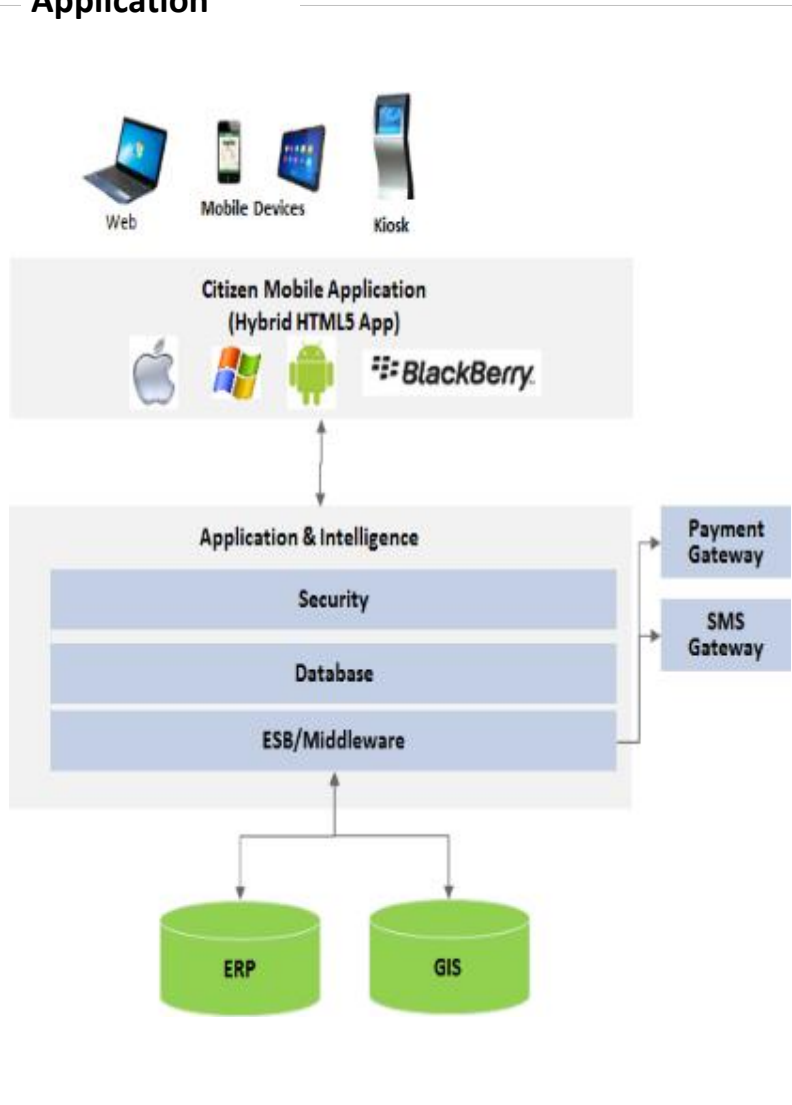 Application
Web
Mobile Devices
Kiosk
Citizen Mobile Application
(Hybrid HTML5 App)
BlackBerry.
Application & Intelligence
Security
Database
ESB/Middleware
Payment
Gateway
SMS
Gateway
ERP
GIS